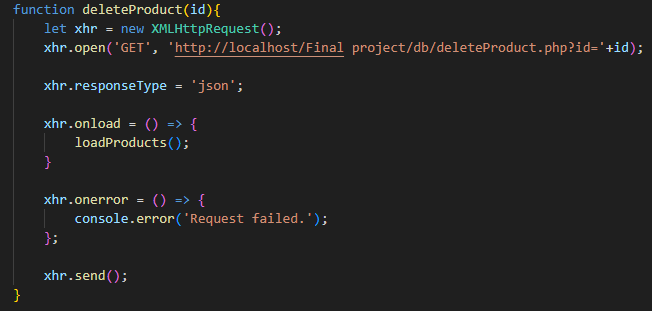 function deleteProduct(id){
    let xhr = new XMLHttpRequest();
    xhr.open('GET', 'http://localhost/Final project/db/deleteProduct.php?id='+id);
    xhr.responseType = 'json';
    xhr.onload = () => {
        loadProducts();
    }
    xhr.onerror = () => {
        console.error('Request failed.');
    };
    xhr.send();
}